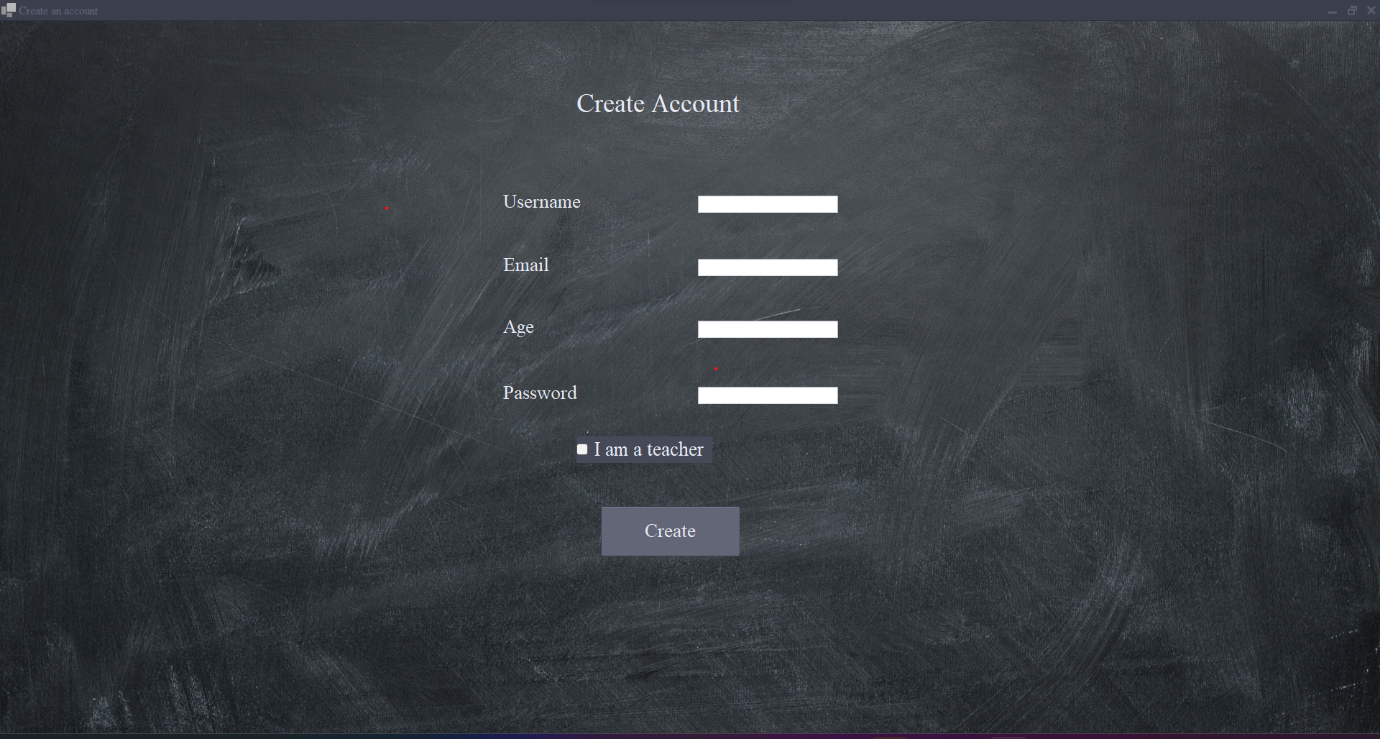 Create an account
Create Account
Username
Email
Age
Password
I am a teacher
Create